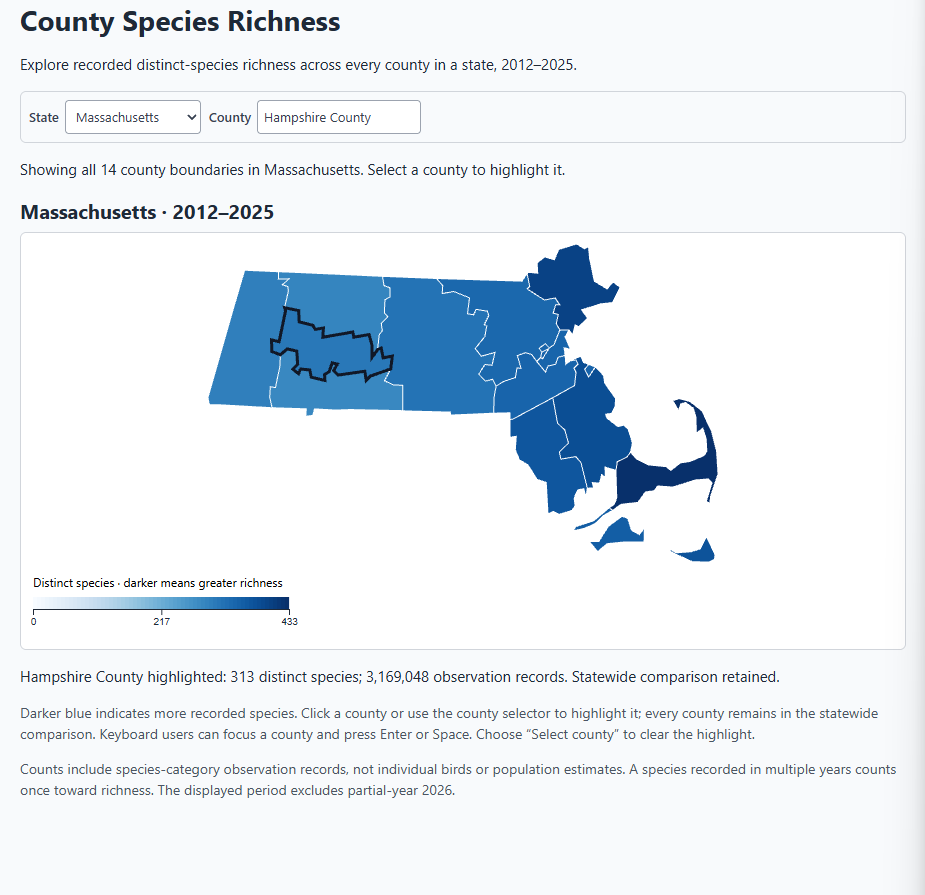 County Species Richness
Explore recorded distinct-species richness across every county in a state, 2012–2025.
State Massachusetts County Hampshire County
Showing all 14 county boundaries in Massachusetts. Select a county to highlight it.
Massachusetts · 2012–2025
Distinct species · darker means greater richness
0 217 433
Hampshire County highlighted: 313 distinct species; 3,169,048 observation records. Statewide comparison retained.
Darker blue indicates more recorded species. Click a county or use the county selector to highlight it; every county remains in the statewide
comparison. Keyboard users can focus a county and press Enter or Space. Choose “Select county” to clear the highlight.
Counts include species-category observation records, not individual birds or population estimates. A species recorded in multiple years counts
once toward richness. The displayed period excludes partial-year 2026.